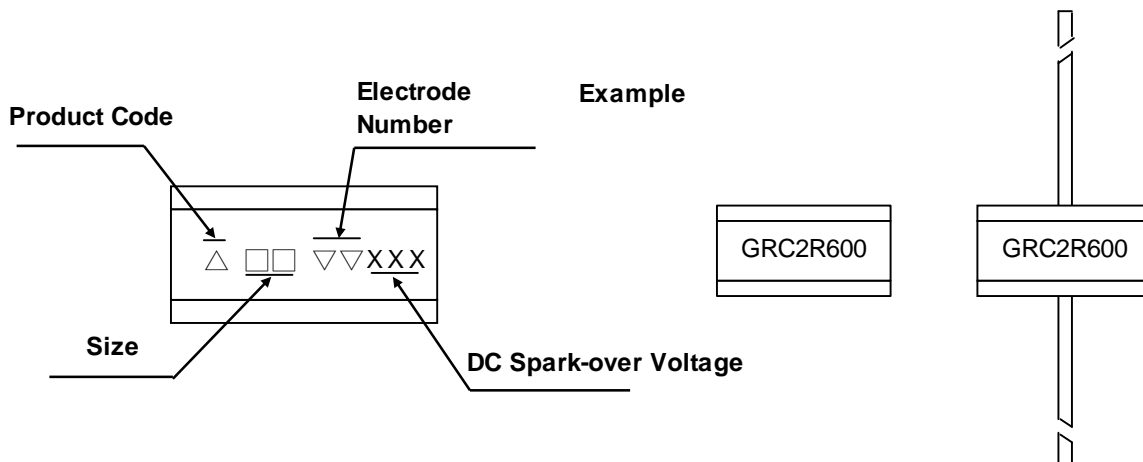 Product Code
Electrode
Number
Example
△ □□ ▽▽XXX
Size
DC Spark-over Voltage
GRC2R600
GRC2R600